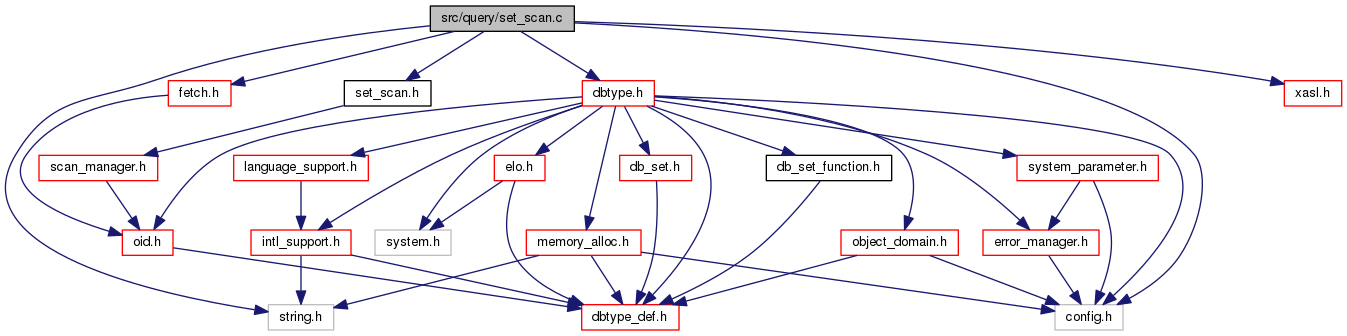 src/query/set_scan.c
fetch.h
set_scan.h
dbtype.h
xasl.h
scan_manager.h
language_support.h
elo.h
db_set.h
db_set_function.h
system_parameter.h
oid.h
intl_support.h
system.h
memory_alloc.h
object_domain.h
error_manager.h
string.h
dbtype_def.h
config.h